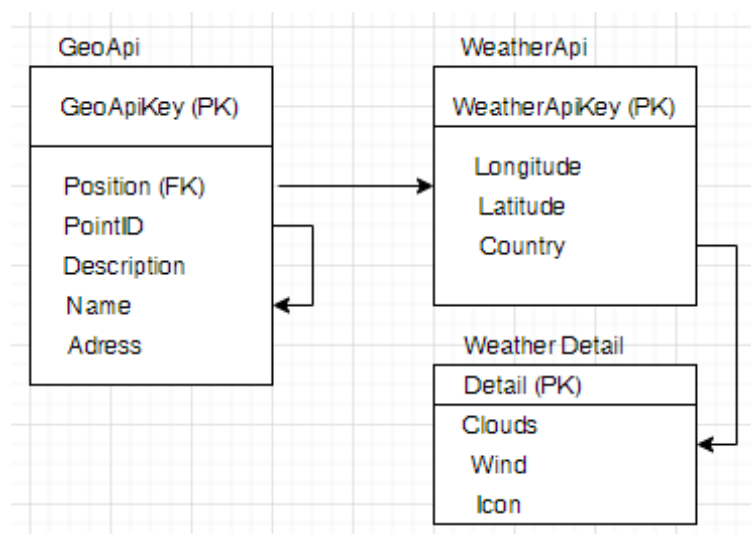 GeoApi
GeoApiKey (PK)
Position (FK)
PointID
Description
Name
Adress
WeatherApi
WeatherApiKey (PK)
Longitude
Latitude
Country
Weather Detail
Detail (PK)
Clouds
Wind
Icon